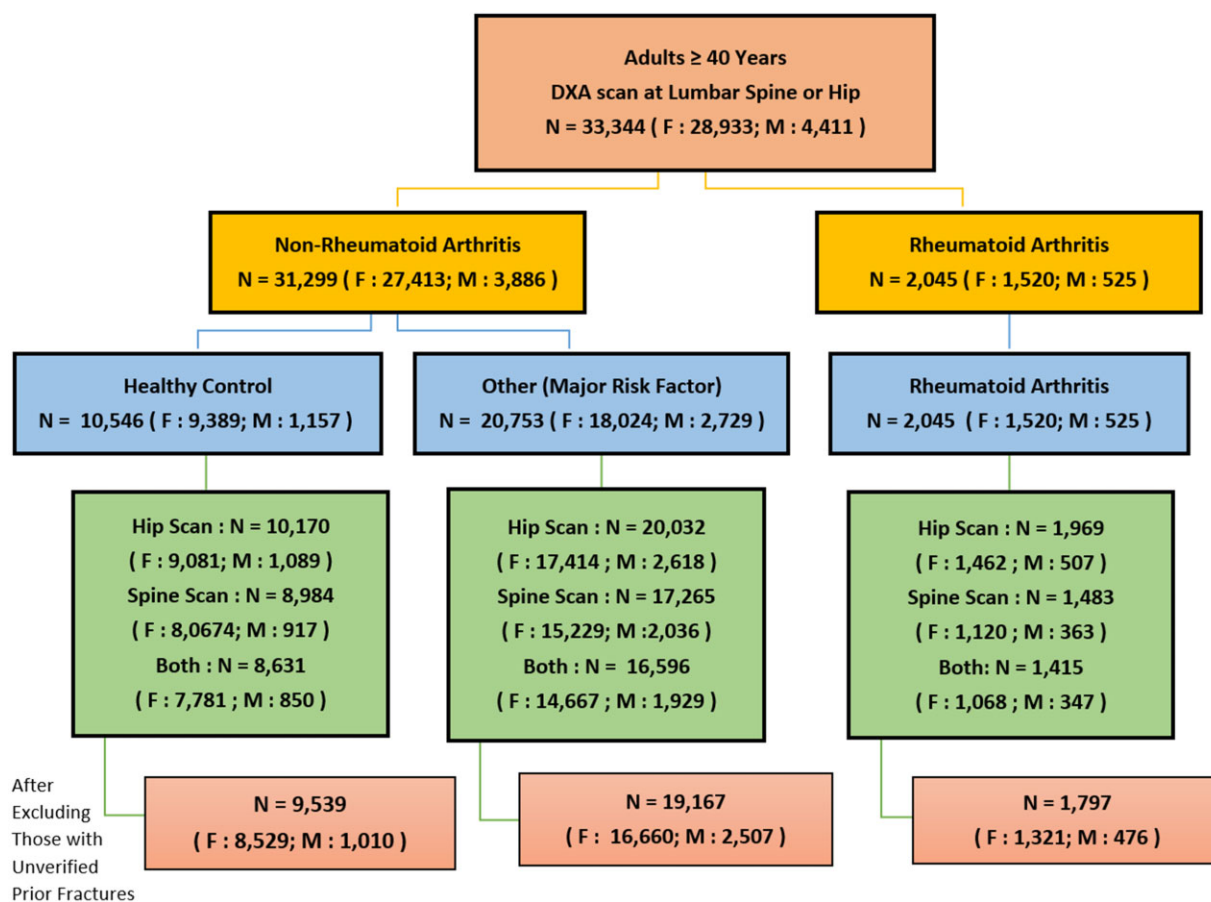 Adults ≥ 40 Years
DXA scan at Lumbar Spine or Hip
N = 33,344 ( F : 28,933; M : 4,411)
Non-Rheumatoid Arthritis
N = 31,299 ( F : 27,413; M : 3,886 )
Rheumatoid Arthritis
N = 2,045 ( F : 1,520; M : 525 )
Healthy Control
N =  10,546 ( F : 9,389; M : 1,157 )
Other (Major Risk Factor)
N =  20,753 ( F : 18,024; M : 2,729 )
Rheumatoid Arthritis
N = 2,045  ( F : 1,520; M : 525 )
Hip Scan : N = 10,170
( F : 9,081; M : 1,089 )
Spine Scan : N = 8,984
( F : 8,0674; M : 917 )
Both : N = 8,631
( F : 7,781 ; M : 850 )
Hip Scan : N = 20,032
( F : 17,414 ; M : 2,618 )
Spine Scan : N = 17,265
( F : 15,229; M :2,036 )
Both : N =  16,596
( F : 14,667 ; M : 1,929 )
Hip Scan : N = 1,969
( F : 1,462 ; M : 507 )
Spine Scan : N = 1,483
( F : 1,120 ; M : 363 )
Both: N = 1,415
( F : 1,068 ; M : 347 )
After
Excluding
Those with
Unverified
Prior Fractures
N = 9,539
( F : 8,529; M : 1,010 )
N = 19,167
( F :  16,660; M : 2,507 )
N = 1,797
( F : 1,321; M : 476 )